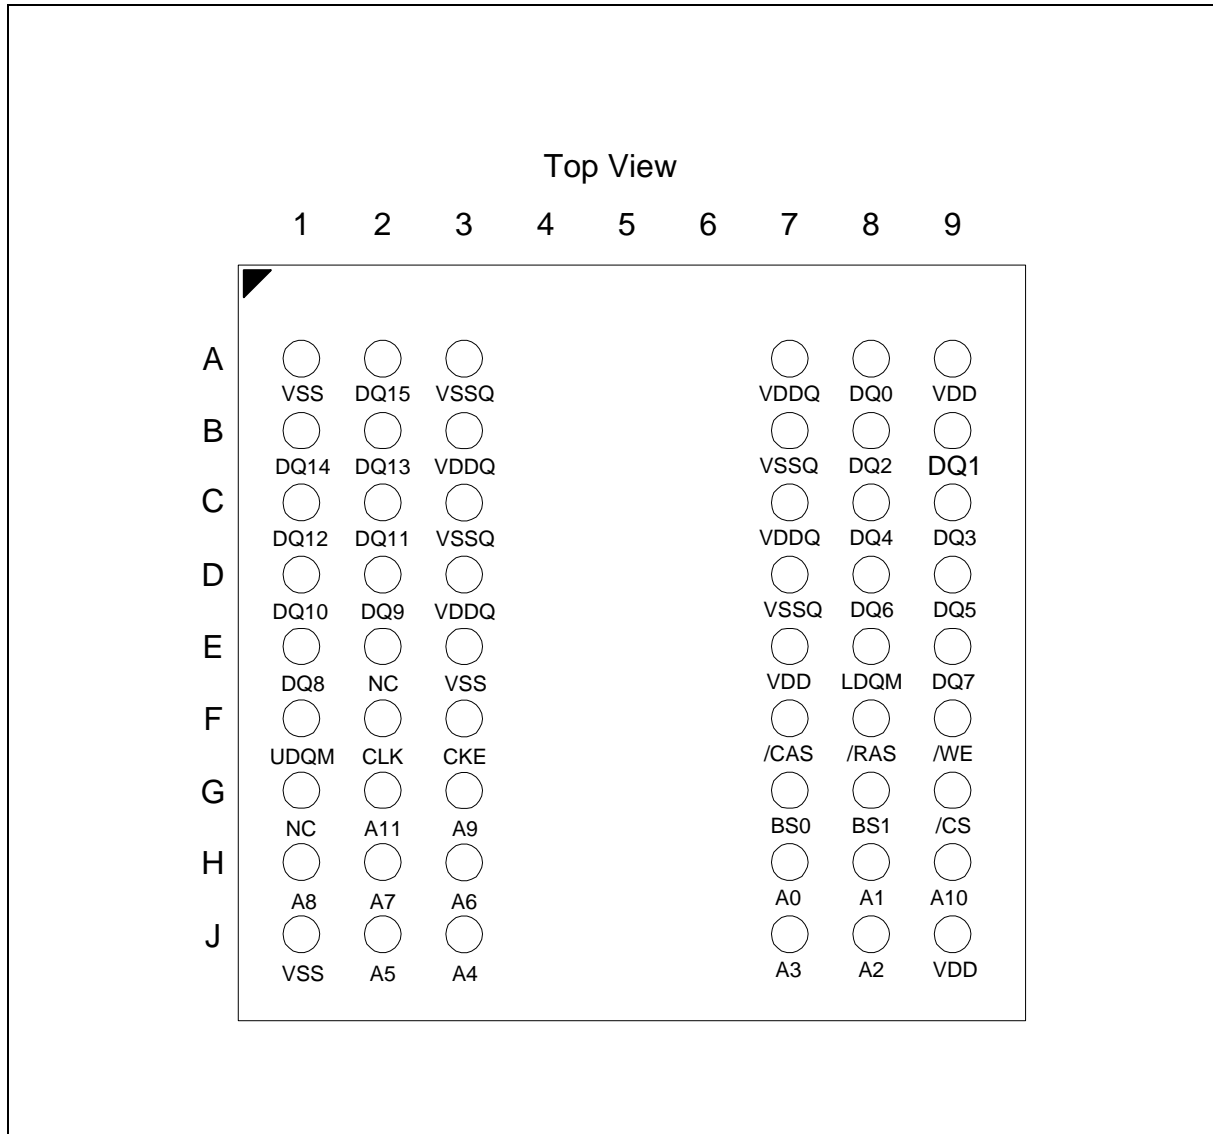 Top View
1 2 3 4 5 6 7 8 9
A
VSS DQ15 VSSQ VDDQ DQ0 VDD
B
DQ14 DQ13 VDDQ VSSQ DQ2 DQ1
C
DQ12 DQ11 VSSQ VDDQ DQ4 DQ3
D
DQ10 DQ9 VDDQ VSSQ DQ6 DQ5
E
DQ8 NC VSS VDD LDQM DQ7
F
UDQM CLK CKE /CAS /RAS /WE
G
NC A11 A9 BS0 BS1 /CS
H
A8 A7 A6 A0 A1 A10
J
VSS A5 A4 A3 A2 VDD